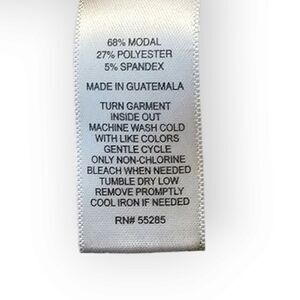 68% MODAL
27% POLYESTER
5% SPANDEX
MADE IN GUATEMALA
TURN GARMENT
INSIDE OUT
MACHINE WASH COLD
WITH LIKE COLORS
GENTLE CYCLE
ONLY NON-CHLORINE
BLEACH WHEN NEEDED
TUMBLE DRY LOW
REMOVE PROMPTLY
COOL IRON IF NEEDED
RN# 55285